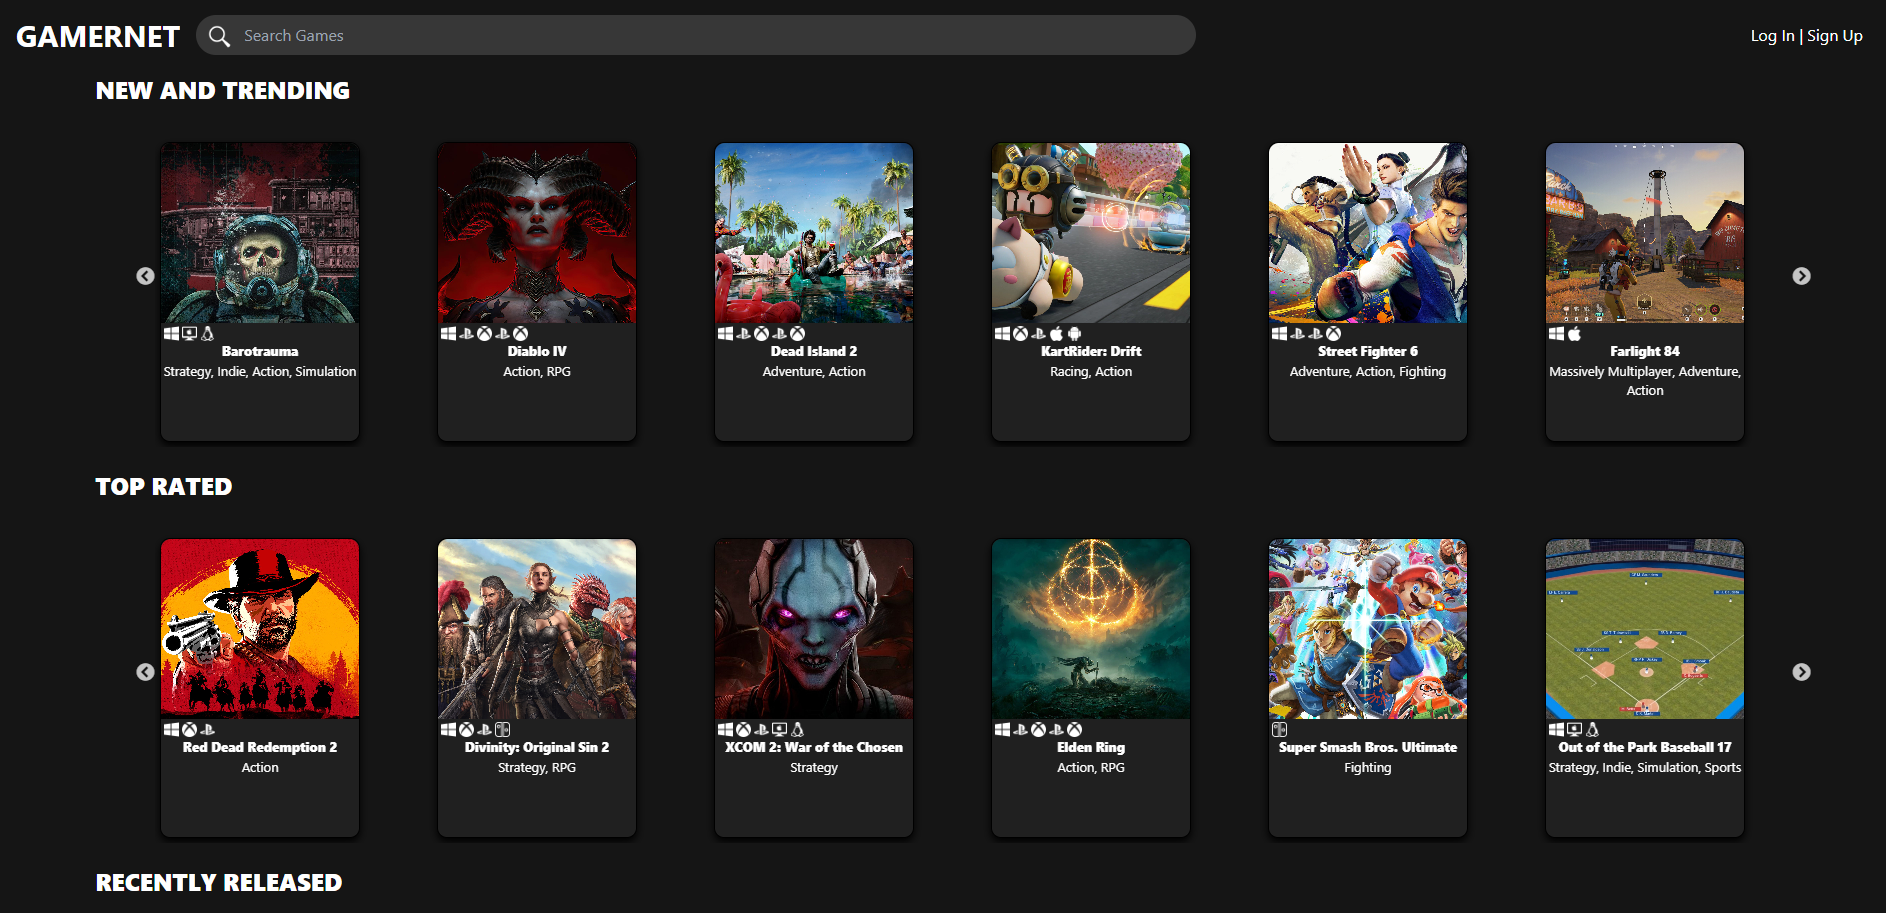 GAMERNET
Search Games
Log In | Sign Up
NEW AND TRENDING
Barotrauma
Strategy, Indie, Action, Simulation
Diablo IV
Action, RPG
Dead Island 2
Adventure, Action
KartRider: Drift
Racing, Action
Street Fighter 6
Adventure, Action, Fighting
Farlight 84
Massively Multiplayer, Adventure,
Action
TOP RATED
Red Dead Redemption 2
Action
Divinity: Original Sin 2
Strategy, RPG
XCOM 2: War of the Chosen
Strategy
Elden Ring
Action, RPG
Super Smash Bros. Ultimate
Fighting
Out of the Park Baseball 17
Strategy, Indie, Simulation, Sports
RECENTLY RELEASED